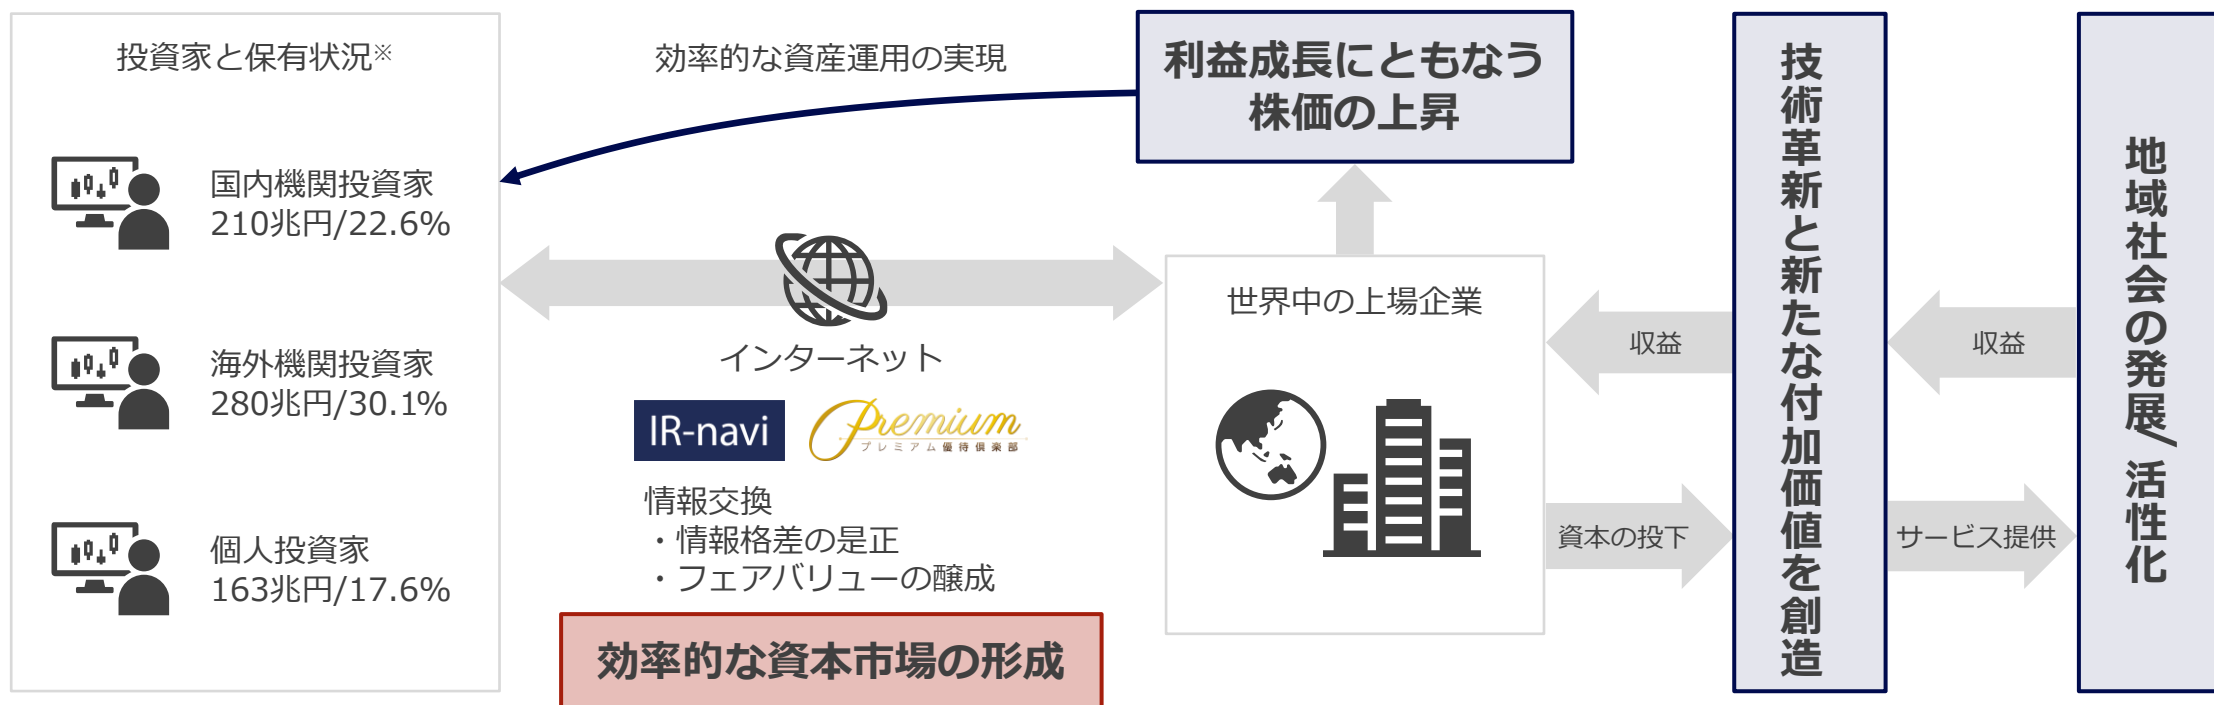 投資家と保有状況※
国内機関投資家
210兆円/22.6%
海外機関投資家
280兆円/30.1%
個人投資家
163兆円/17.6%
効率的な資産運用の実現
インターネット
IR-navi
Premium
プレミアム優待倶楽部
情報交換
・情報格差の是正
・フェアバリューの醸成
効率的な資本市場の形成
利益成長にともなう
株価の上昇
世界中の上場企業
収益
資本の投下
技術革新と新たな付加価値を創造
収益
サービス提供
地域社会の発展/活性化